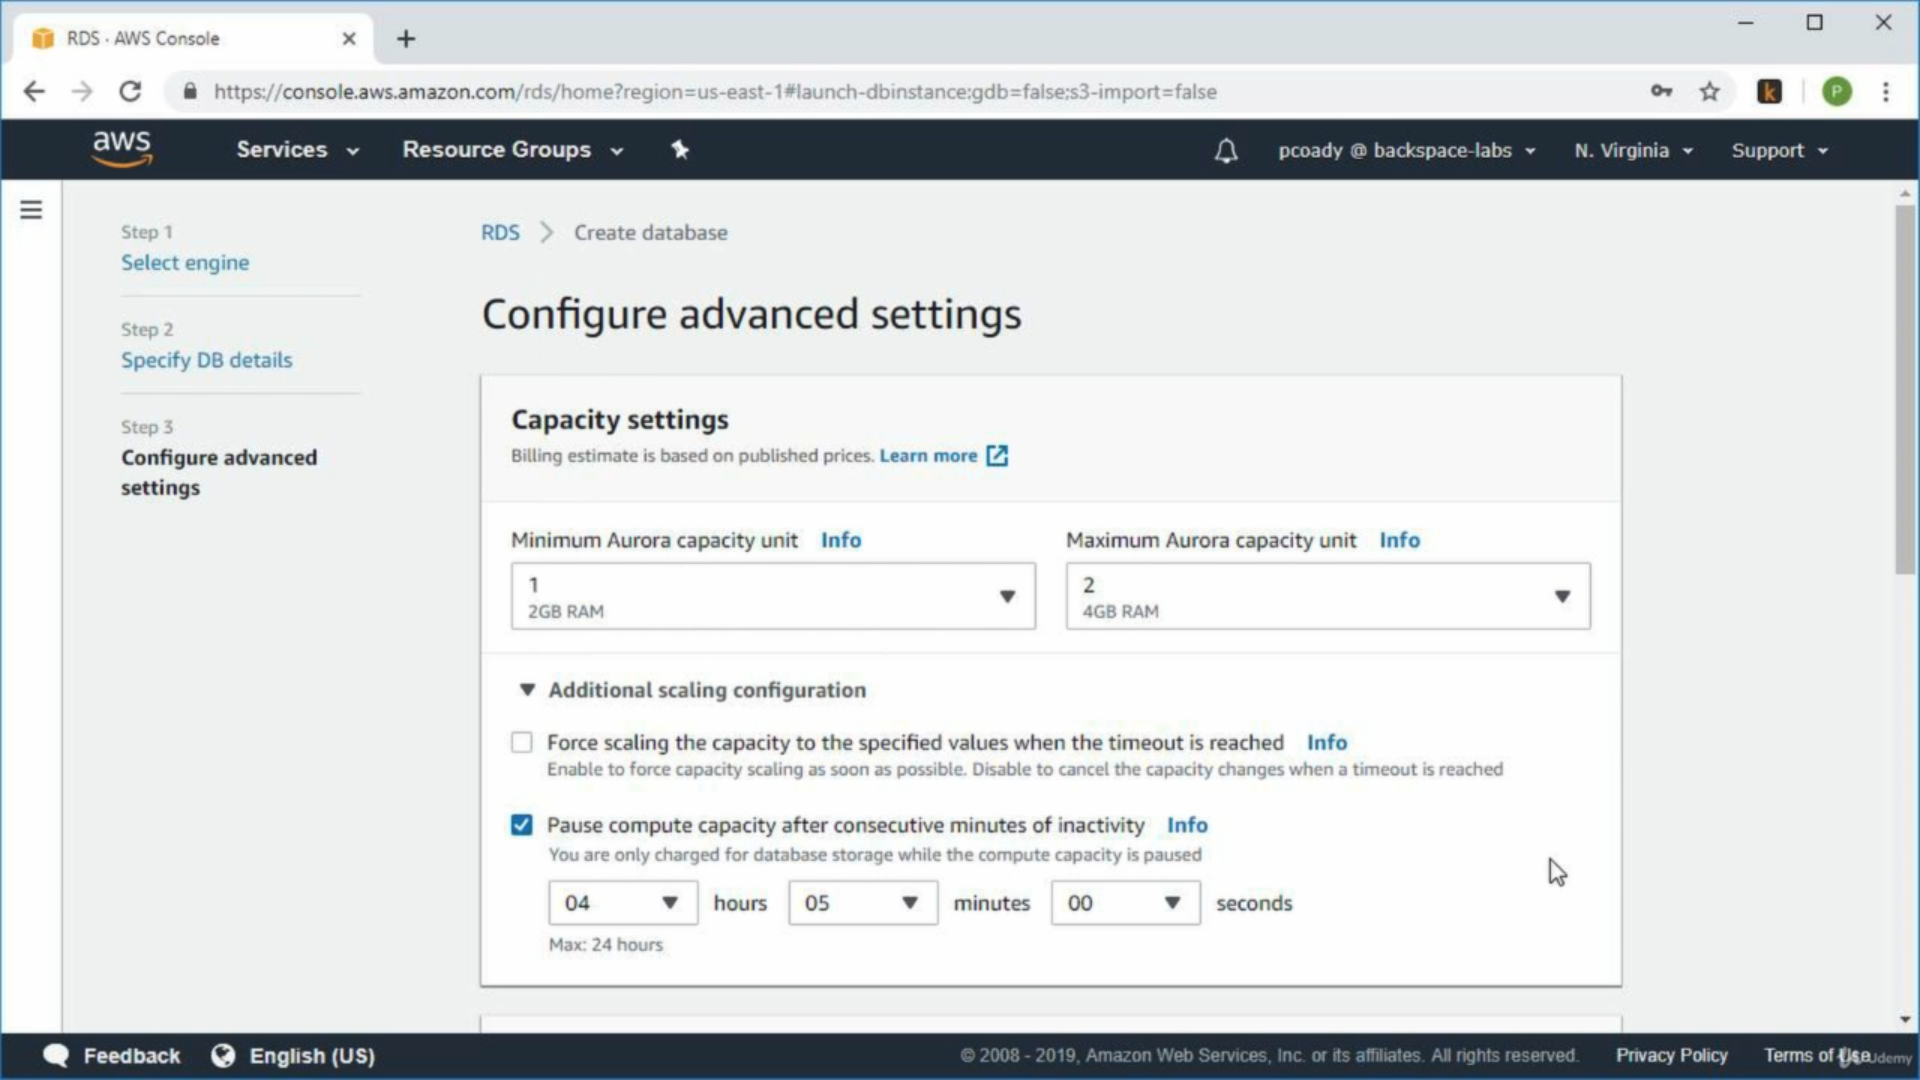 RDS · AWS Console
https://console.aws.amazon.com/rds/home?region=us-east-1#launch-dbinstance:gdb=false;s3-import=false
k
P
aws
Services
Resource Groups
pcoady @ backspace-labs
N. Virginia
Support
Step 1
Select engine
Step 2
Specify DB details
Step 3
Configure advanced
settings
RDS
Create database
Configure advanced settings
Capacity settings
Billing estimate is based on published prices. Learn more
Minimum Aurora capacity unit Info
1
2GB RAM
Maximum Aurora capacity unit Info
2
4GB RAM
Additional scaling configuration
Force scaling the capacity to the specified values when the timeout is reached Info
Enable to force capacity scaling as soon as possible. Disable to cancel the capacity changes when a timeout is reached
Pause compute capacity after consecutive minutes of inactivity Info
You are only charged for database storage while the compute capacity is paused
04 hours 05 minutes 00 seconds
Max: 24 hours
Feedback
English (US)
© 2008 - 2019, Amazon Web Services, Inc. or its affiliates. All rights reserved.
Privacy Policy
Terms of Use
Udemy